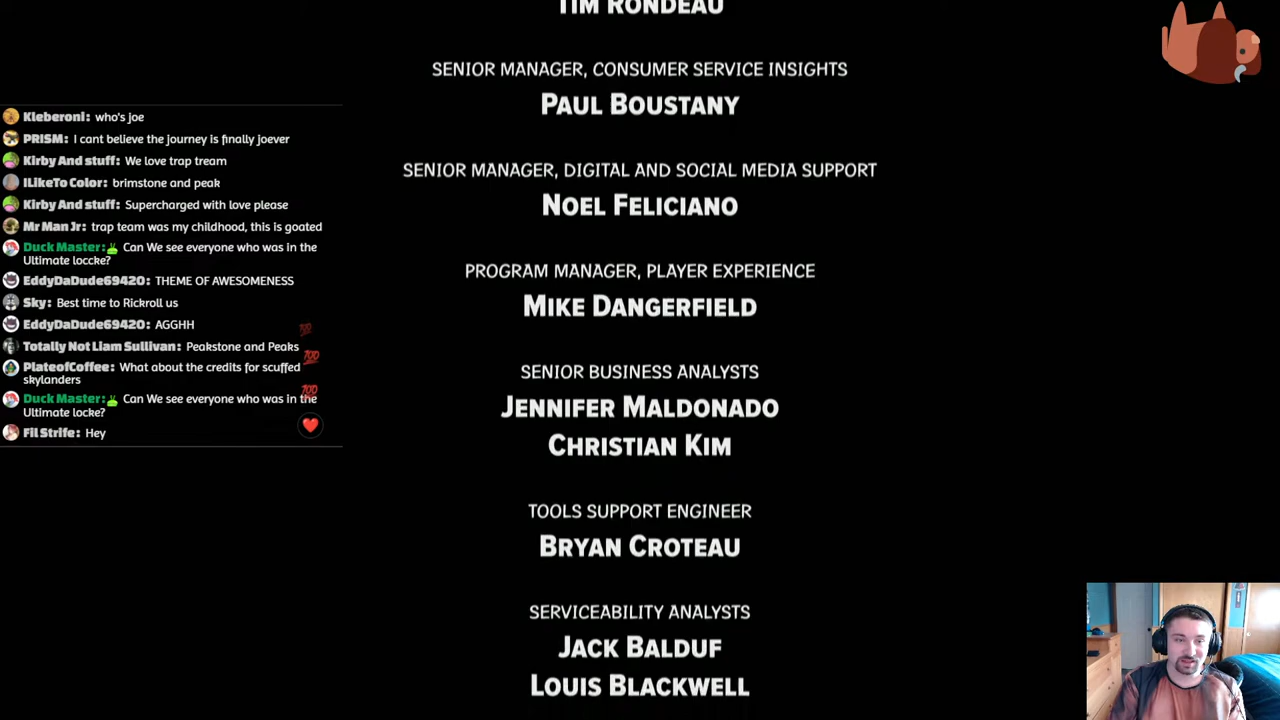 TIM RONDEAU
SENIOR MANAGER, CONSUMER SERVICE INSIGHTS
PAUL BOUSTANY
SENIOR MANAGER, DIGITAL AND SOCIAL MEDIA SUPPORT
NOEL FELICIANO
PROGRAM MANAGER, PLAYER EXPERIENCE
MIKE DANGERFIELD
SENIOR BUSINESS ANALYSTS
JENNIFER MALDONADO
CHRISTIAN KIM
TOOLS SUPPORT ENGINEER
BRYAN CROTEAU
SERVICEABILITY ANALYSTS
JACK BALDUF
LOUIS BLACKWELL
Kleberoni: who's joe
PRISM: I cant believe the journey is finally joever
Kirby And stuff: We love trap tream
ILikeTo Color: brimstone and peak
Kirby And stuff: Supercharged with love please
Mr Man Jr: trap team was my childhood, this is goated
Duck Master: Can We see everyone who was in the
Ultimate loccke?
EddyDaDude69420: THEME OF AWESOMENESS
Sky: Best time to Rickroll us
EddyDaDude69420: AGGHH
Totally Not Liam Sullivan: Peakstone and Peaks
PlateofCoffee: What about the credits for scuffed
skylanders
Duck Master: Can We see everyone who was in the
Ultimate locke?
Fil Strife: Hey
100
100
100